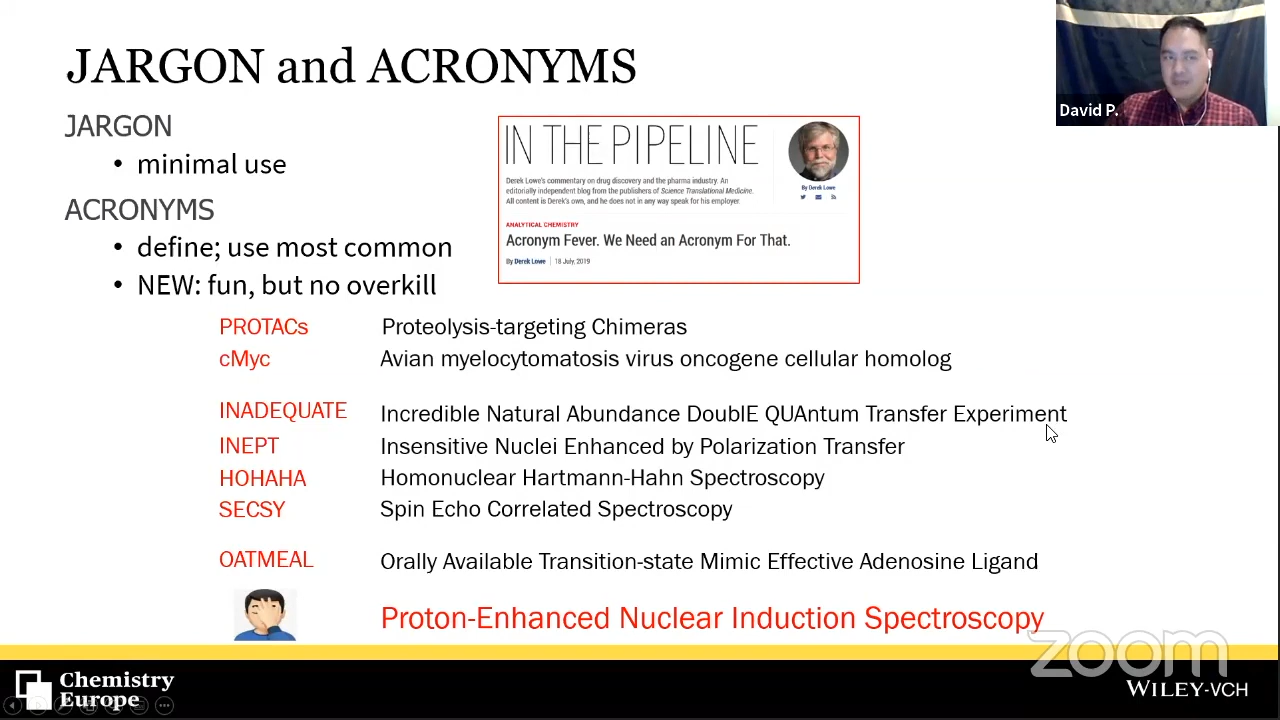 JARGON and ACRONYMS
David P.
JARGON
• minimal use
ACRONYMS
• define; use most common
• NEW: fun, but no overkill
IN THE PIPELINE
Derek Lowe's commentary on drug discovery and the pharma industry. An
editorially independent blog from the publishers of Science Translational Medicine.
All content is Derek's own, and he does not in any way speak for his employer.
By Derek Lowe
ANALYTICAL CHEMISTRY
Acronym Fever. We Need an Acronym For That.
By Derek Lowe | 18 July, 2019
PROTACs Proteolysis-targeting Chimeras
cMyc Avian myelocytomatosis virus oncogene cellular homolog
INADEQUATE Incredible Natural Abundance DoublE QUAntum Transfer Experiment
INEPT Insensitive Nuclei Enhanced by Polarization Transfer
HOHAHA Homonuclear Hartmann-Hahn Spectroscopy
SECSY Spin Echo Correlated Spectroscopy
OATMEAL Orally Available Transition-state Mimic Effective Adenosine Ligand
Proton-Enhanced Nuclear Induction Spectroscopy
zoom
Chemistry
Europe
WILEY-VCH